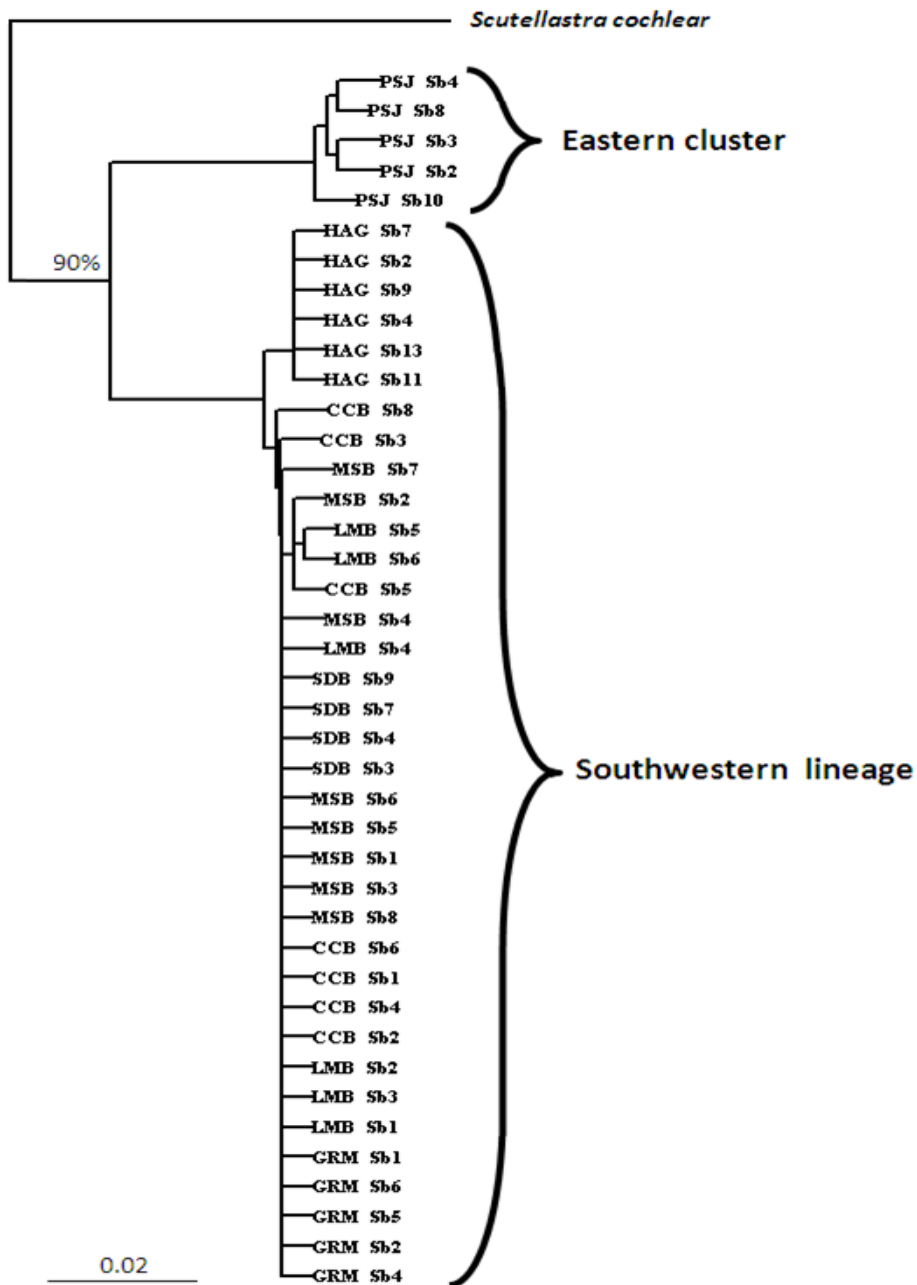 Scutellastra cochlear
PSJ Sb4
PSJ Sb8
PSJ Sb3
Eastern cluster
PSJ Sb2
PSJ Sb10
HAG Sb7
90%
HAG Sb2
HAG Sb9
HAG Sb4
HAG Sb13
HAG Sb11
CCB Sb8
CCB Sb3
MSB Sb7
MSB Sb2
LMB Sb5
LMB Sb6
CCB Sb5
MSB Sb4
LMB Sb4
SDB Sb9
SDB Sb7
SDB Sb4
SDB Sb3
Southwestern lineage
MSB Sb6
MSB Sb5
MSB Sb1
MSB Sb3
MSB Sb8
CCB Sb6
CCB Sb1
CCB Sb4
CCB Sb2
LMB Sb2
LMB Sb3
LMB Sb1
GRM Sb1
GRM Sb6
GRM Sb5
GRM Sb2
0.02
GRM Sb4